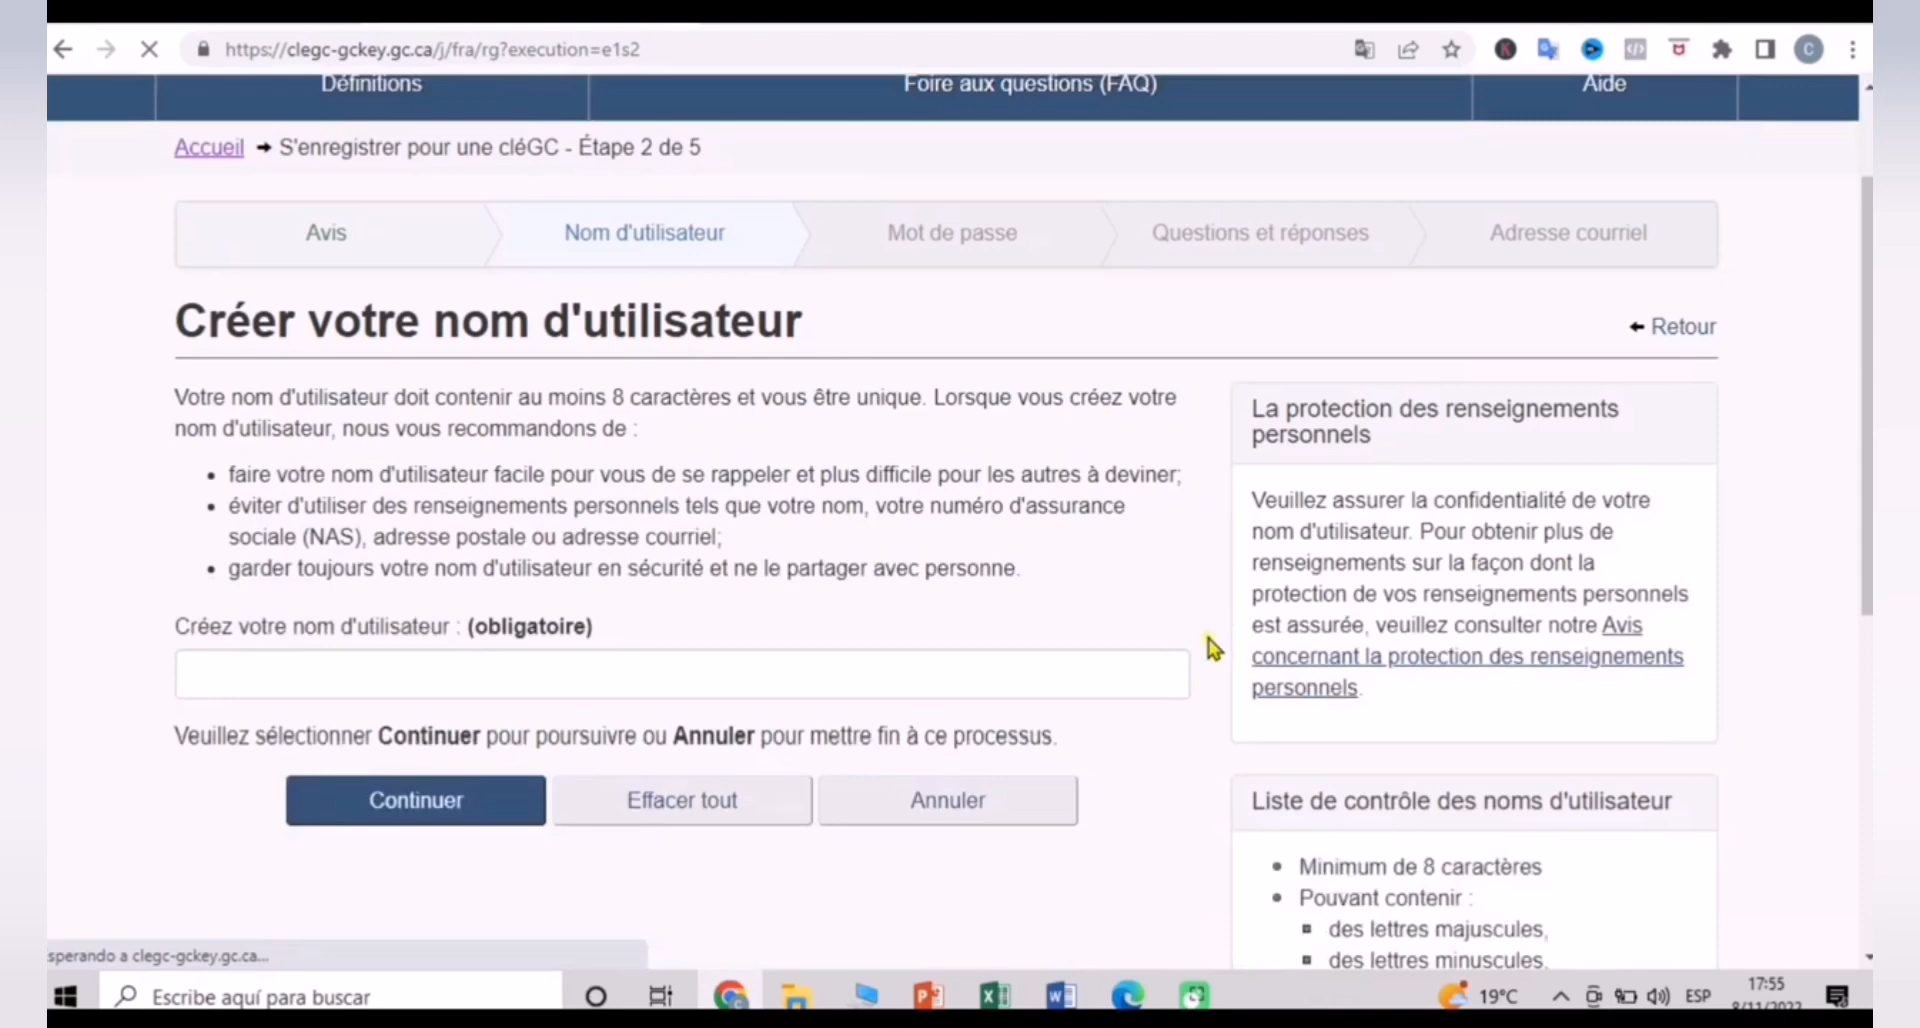 https://clegc-gckey.gc.ca/j/fra/rg?execution=e1s2
C
Définitions
Foire aux questions (FAQ)
Aide
Accueil → S'enregistrer pour une cléGC - Étape 2 de 5
Avis
Nom d'utilisateur
Mot de passe
Questions et réponses
Adresse courriel
Créer votre nom d'utilisateur
← Retour
Votre nom d'utilisateur doit contenir au moins 8 caractères et vous être unique. Lorsque vous créez votre
nom d'utilisateur, nous vous recommandons de :
• faire votre nom d'utilisateur facile pour vous de se rappeler et plus difficile pour les autres à deviner;
• éviter d'utiliser des renseignements personnels tels que votre nom, votre numéro d'assurance
sociale (NAS), adresse postale ou adresse courriel;
• garder toujours votre nom d'utilisateur en sécurité et ne le partager avec personne.
Créez votre nom d'utilisateur : (obligatoire)
Veuillez sélectionner Continuer pour poursuivre ou Annuler pour mettre fin à ce processus.
Continuer
Effacer tout
Annuler
La protection des renseignements
personnels
Veuillez assurer la confidentialité de votre
nom d'utilisateur. Pour obtenir plus de
renseignements sur la façon dont la
protection de vos renseignements personnels
est assurée, veuillez consulter notre Avis
concernant la protection des renseignements
personnels.
Liste de contrôle des noms d'utilisateur
• Minimum de 8 caractères
• Pouvant contenir :
des lettres majuscules,
des lettres minuscules,
sperando a clegc-gckey.gc.ca...
Escribe aquí para buscar
19°C
ESP
17:55
8/11/2022